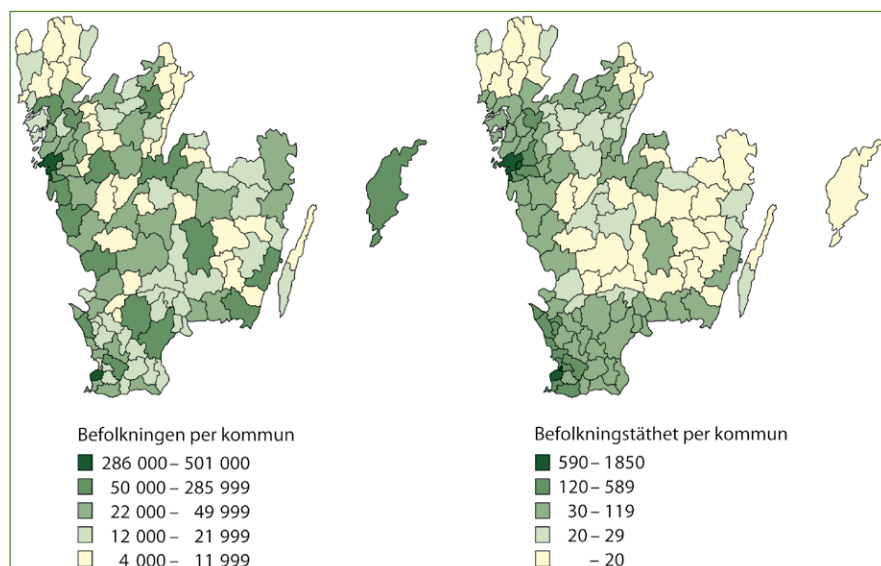 Befolkningen per kommun
286 000 – 501 000
50 000 – 285 999
22 000 – 49 999
12 000 – 21 999
4 000 – 11 999
Befolkningstäthet per kommun
590 – 1850
120 – 589
30 – 119
20 – 29
– 20